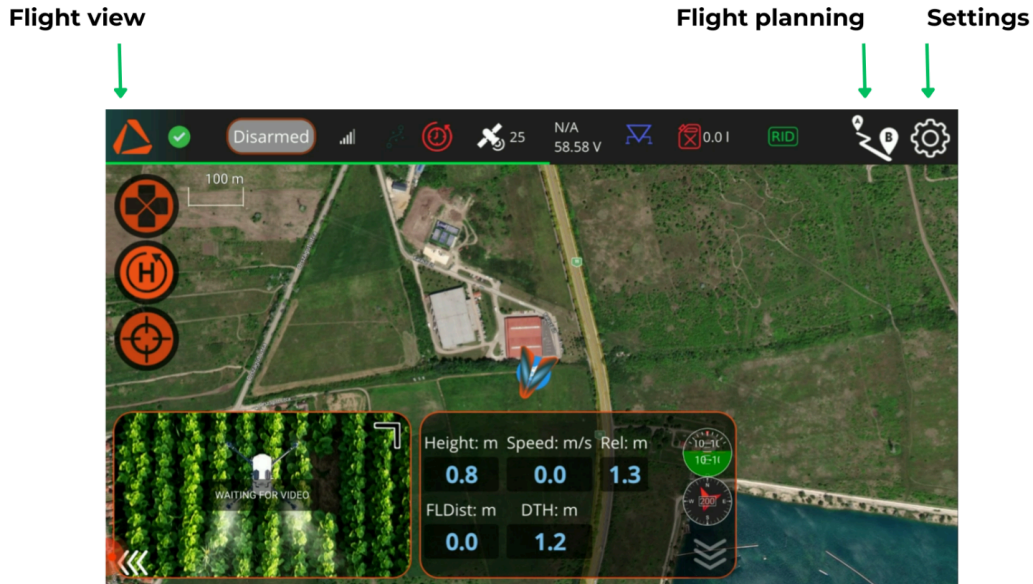 Flight view
Flight planning
Settings
Disarmed
25
N/A
58.58 V
0.0 l
RID
A
B
100 m
H
WAITING FOR VIDEO
Height: m Speed: m/s Rel: m
0.8 0.0 1.3
FLDist: m DTH: m
0.0 1.2
N
W 200 E
S